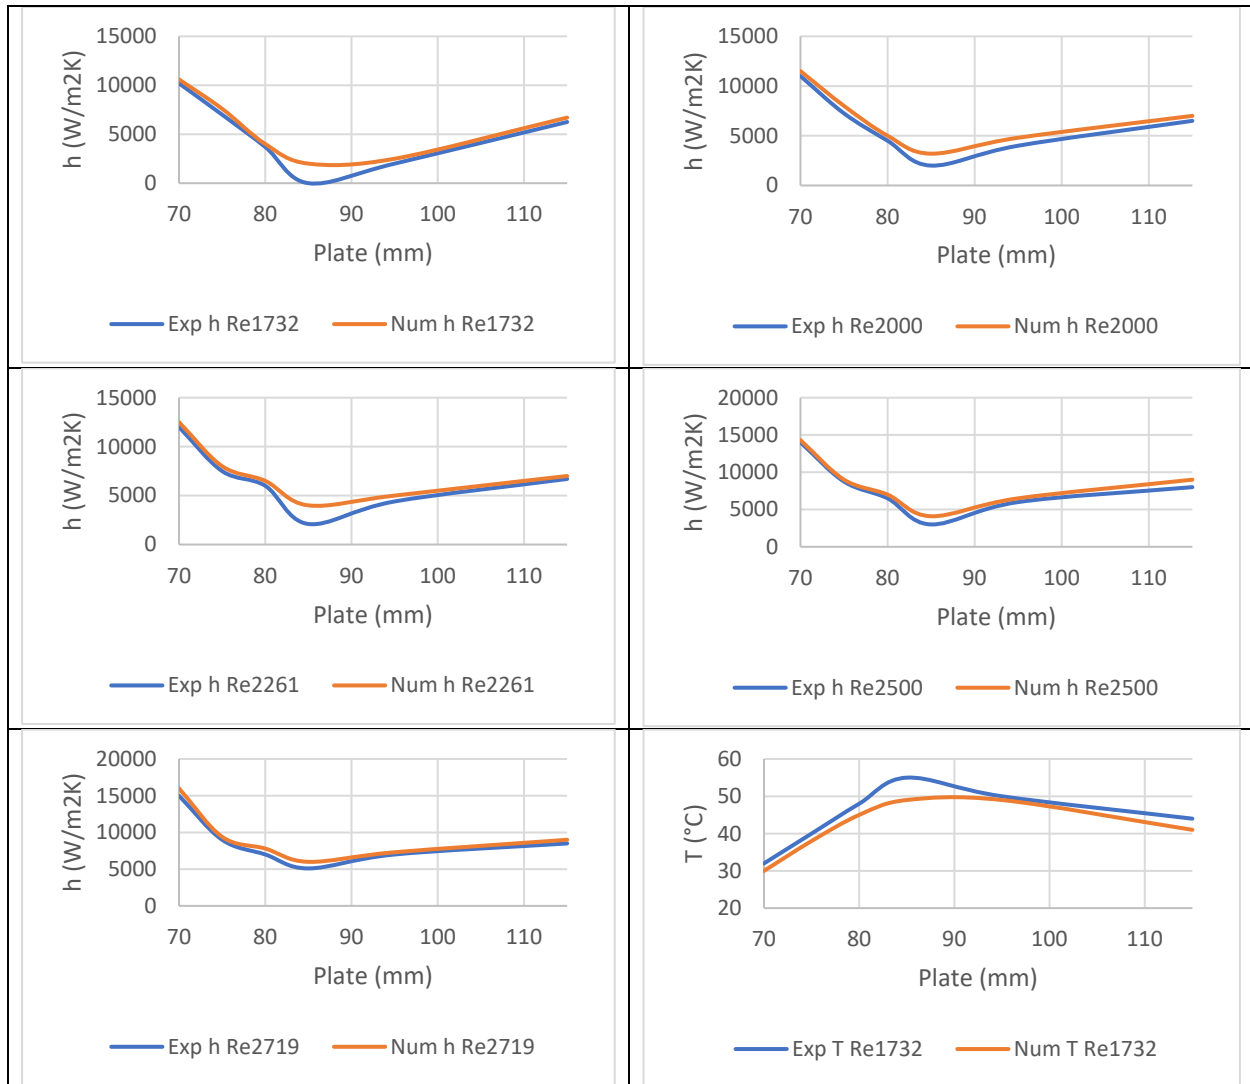 h (W/m2K)
15000
10000
5000
0
70 80 90 100 110
Plate (mm)
Exp h Re1732 Num h Re1732
h (W/m2K)
15000
10000
5000
0
70 80 90 100 110
Plate (mm)
Exp h Re2000 Num h Re2000
h (W/m2K)
15000
10000
5000
0
70 80 90 100 110
Plate (mm)
Exp h Re2261 Num h Re2261
h (W/m2K)
20000
15000
10000
5000
0
70 80 90 100 110
Plate (mm)
Exp h Re2500 Num h Re2500
h (W/m2K)
20000
15000
10000
5000
0
70 80 90 100 110
Plate (mm)
Exp h Re2719 Num h Re2719
T (°C)
60
50
40
30
20
70 80 90 100 110
Plate (mm)
Exp T Re1732 Num T Re1732